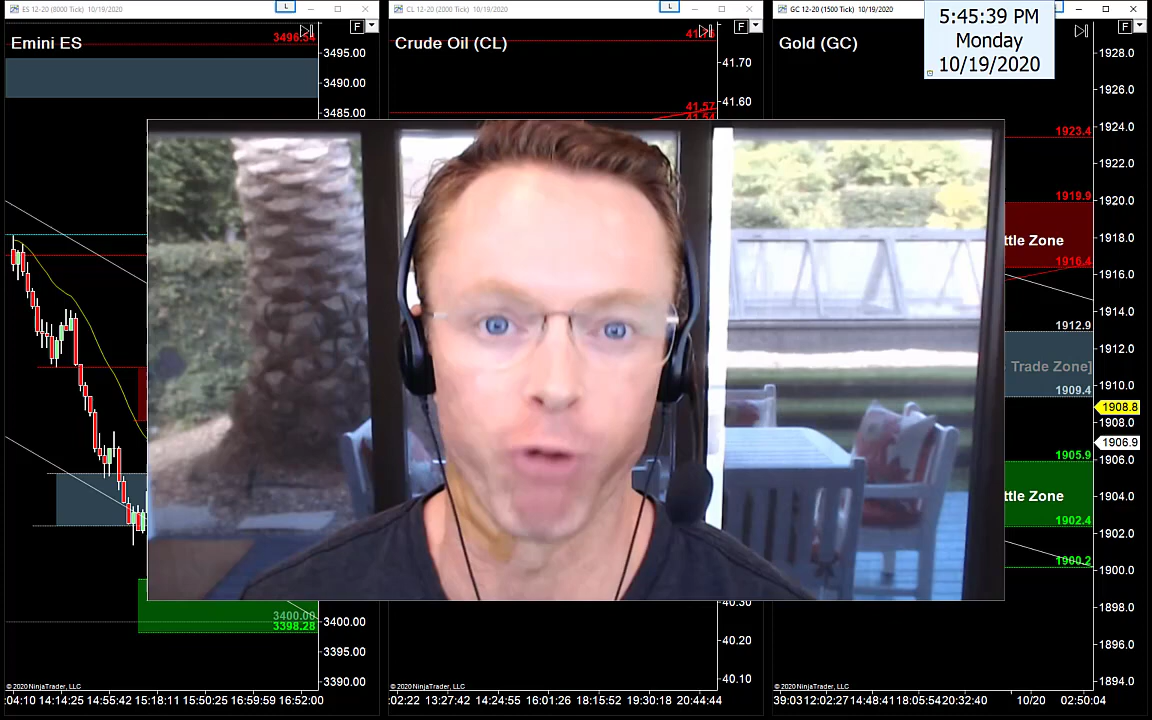 ES 12-20 (8000 Tick) 10/19/2020
L
Emini ES
F
3495.00
3490.00
3485.00
3400.00
3398.28
3400.00
3395.00
3390.00
© 2020 NinjaTrader, LLC
:04:10 14:14:25 14:55:42 15:18:11 15:50:25 16:59:59 16:52:00
CL 12-20 (2000 Tick) 10/19/2020
L
Crude Oil (CL)
F
41.70
41.60
41.57
41.54
40.30
40.20
40.10
© 2020 NinjaTrader, LLC
:02:22 13:27:42 14:24:55 16:01:26 18:15:52 19:30:18 20:44:44
GC 12-20 (1500 Tick) 10/19/2020
Gold (GC)
F
5:45:39 PM
Monday
10/19/2020
1928.0
1926.0
1924.0
1923.4
1922.0
1920.0
1919.9
1918.0
ttle Zone
1916.4
1916.0
1914.0
1912.9
1912.0
Trade Zone]
1910.0
1909.4
1908.8
1908.0
1906.9
1906.0
1905.9
1904.0
ttle Zone
1902.4
1902.0
1900.2
1900.0
1898.0
1896.0
1894.0
© 2020 NinjaTrader, LLC
39:03 12:02:27 14:48:41 18:05:54 20:32:40 10/20 02:50:04